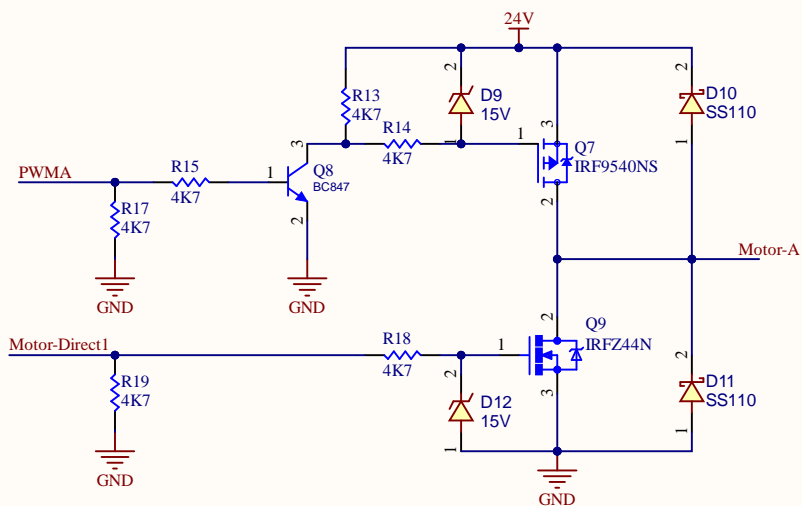 24V
2
D9
15V
1
2
D10
SS110
1
R13
4K7
R14
4K7
3
1
Q7
IRF9540NS
2
PWMA
R15
4K7
3
1
Q8
BC847
2
R17
4K7
GND
GND
Motor-A
Motor-Direct1
R18
4K7
2
1
Q9
IRFZ44N
3
R19
4K7
GND
2
D12
15V
1
2
D11
SS110
1
GND